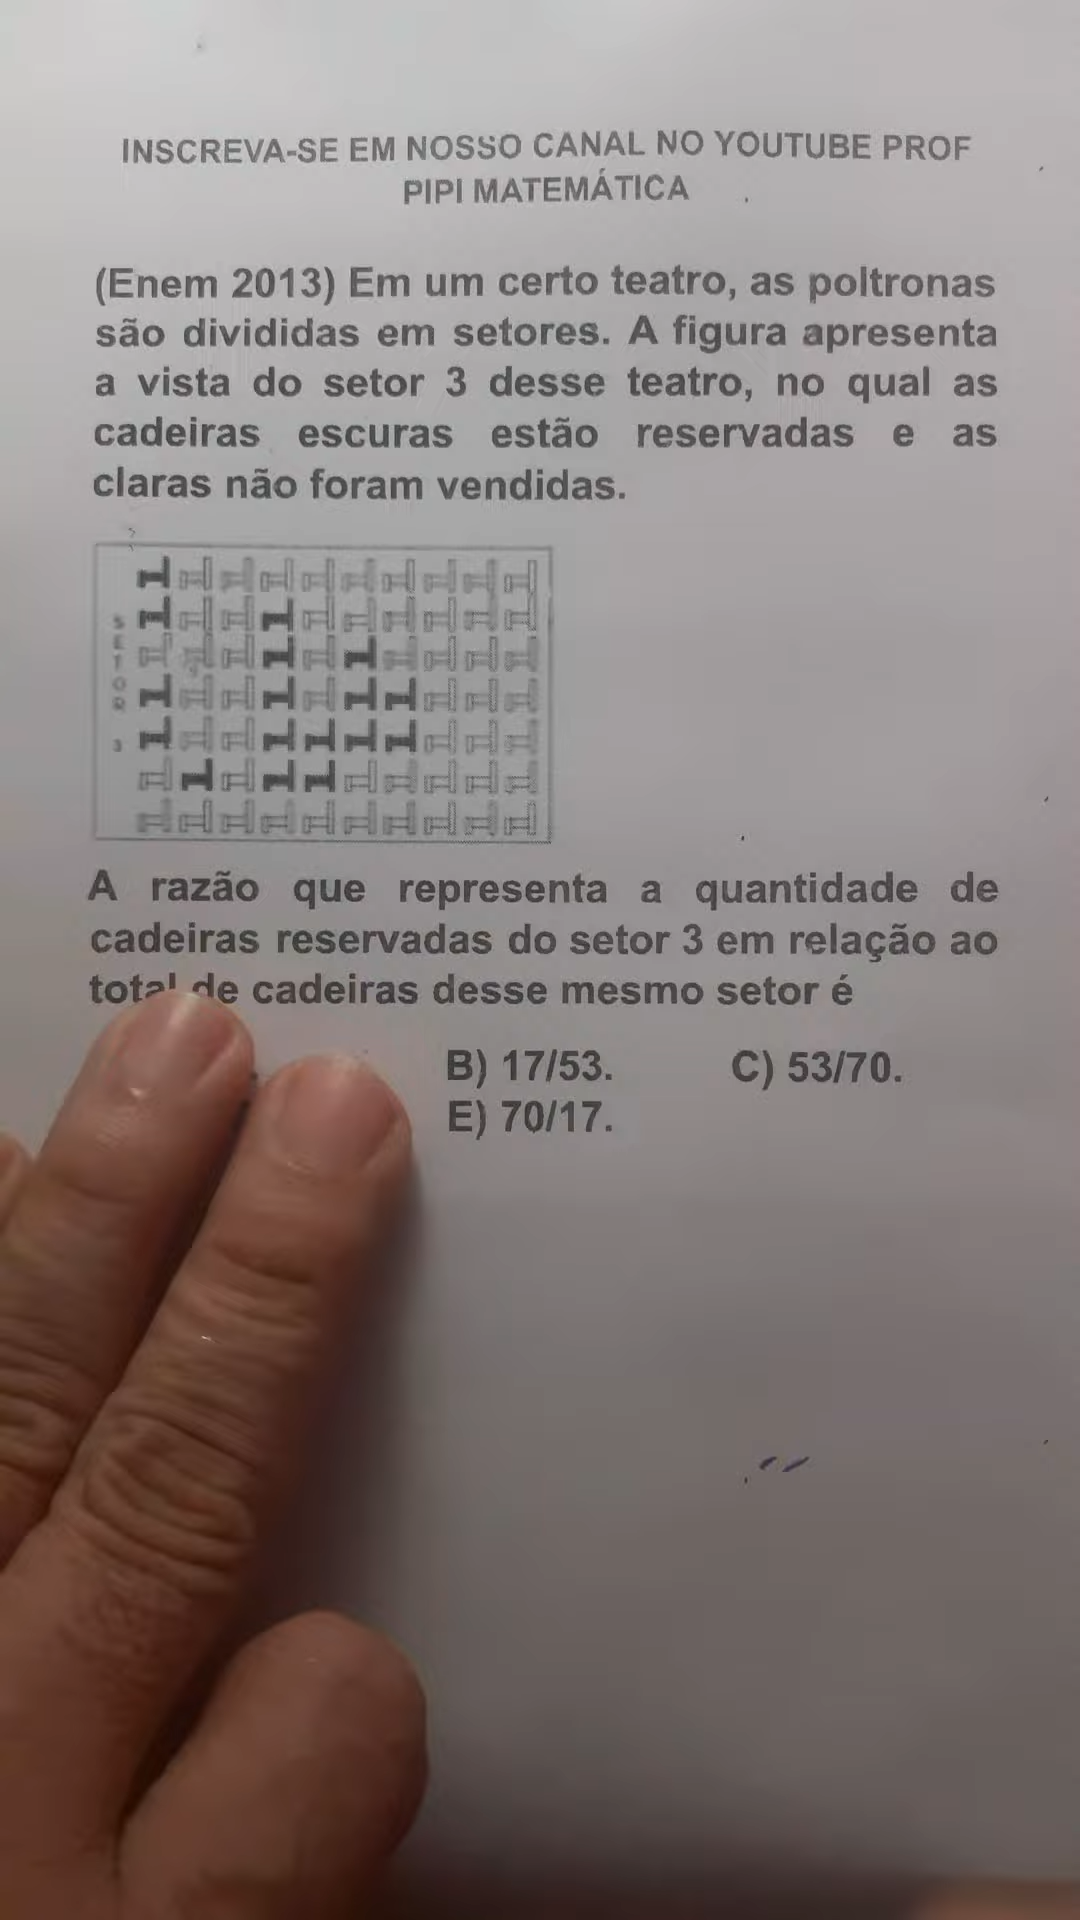 INSCREVA-SE EM NOSSO CANAL NO YOUTUBE PROF
PIPI MATEMÁTICA
(Enem 2013) Em um certo teatro, as poltronas
são divididas em setores. A figura apresenta
a vista do setor 3 desse teatro, no qual as
cadeiras escuras estão reservadas e as
claras não foram vendidas.
SETOR 3
A razão que representa a quantidade de
cadeiras reservadas do setor 3 em relação ao
total de cadeiras desse mesmo setor é
B) 17/53. C) 53/70.
E) 70/17.